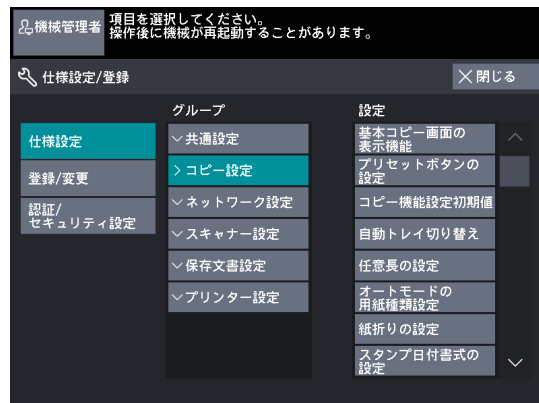 機械管理者
項目を選択してください。
操作後に機械が再起動することがあります。
仕様設定/登録
閉じる
グループ
設定
仕様設定
登録/変更
認証/
セキュリティ設定
共通設定
コピー設定
ネットワーク設定
スキャナー設定
保存文書設定
プリンター設定
基本コピー画面の
表示機能
プリセットボタンの
設定
コピー機能設定初期値
自動トレイ切り替え
任意長の設定
オートモードの
用紙種類設定
紙折りの設定
スタンプ日付書式の
設定